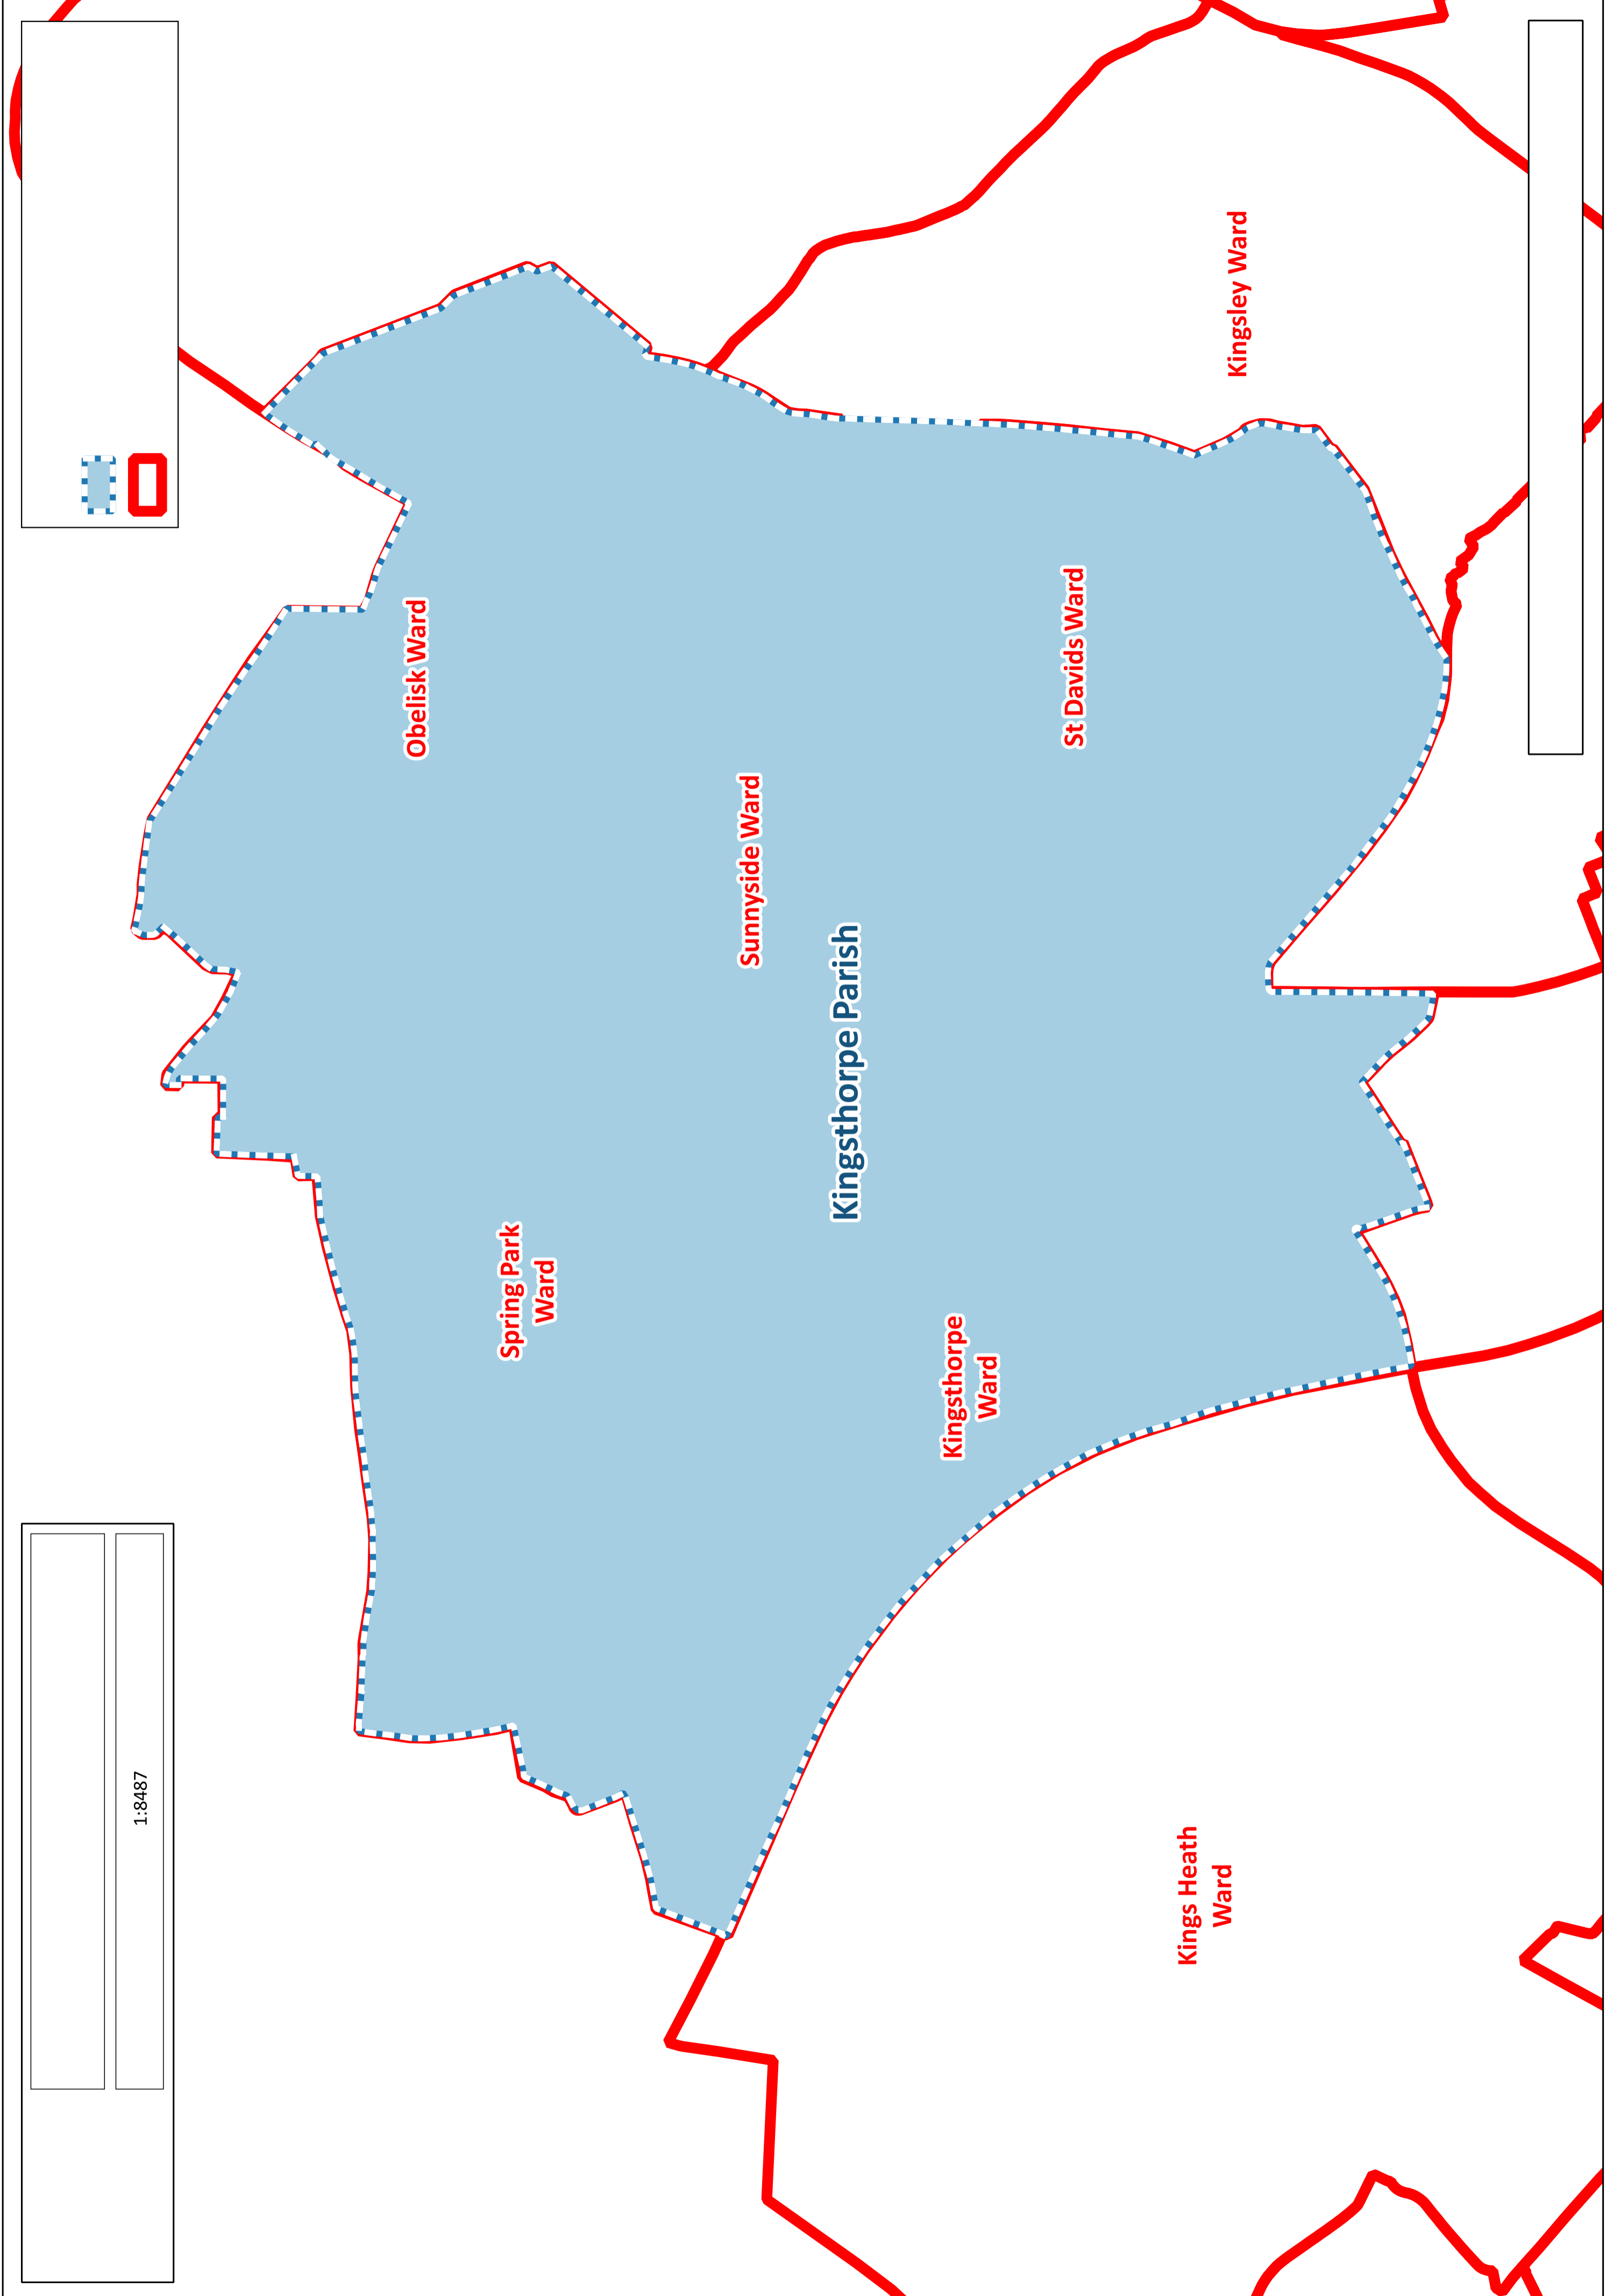 1:8487
Obelisk Ward
Spring Park
Ward
Sunnyside Ward
Kingsthorpe Parish
Kingsthorpe
Ward
St Davids Ward
Kingsley Ward
Kings Heath
Ward